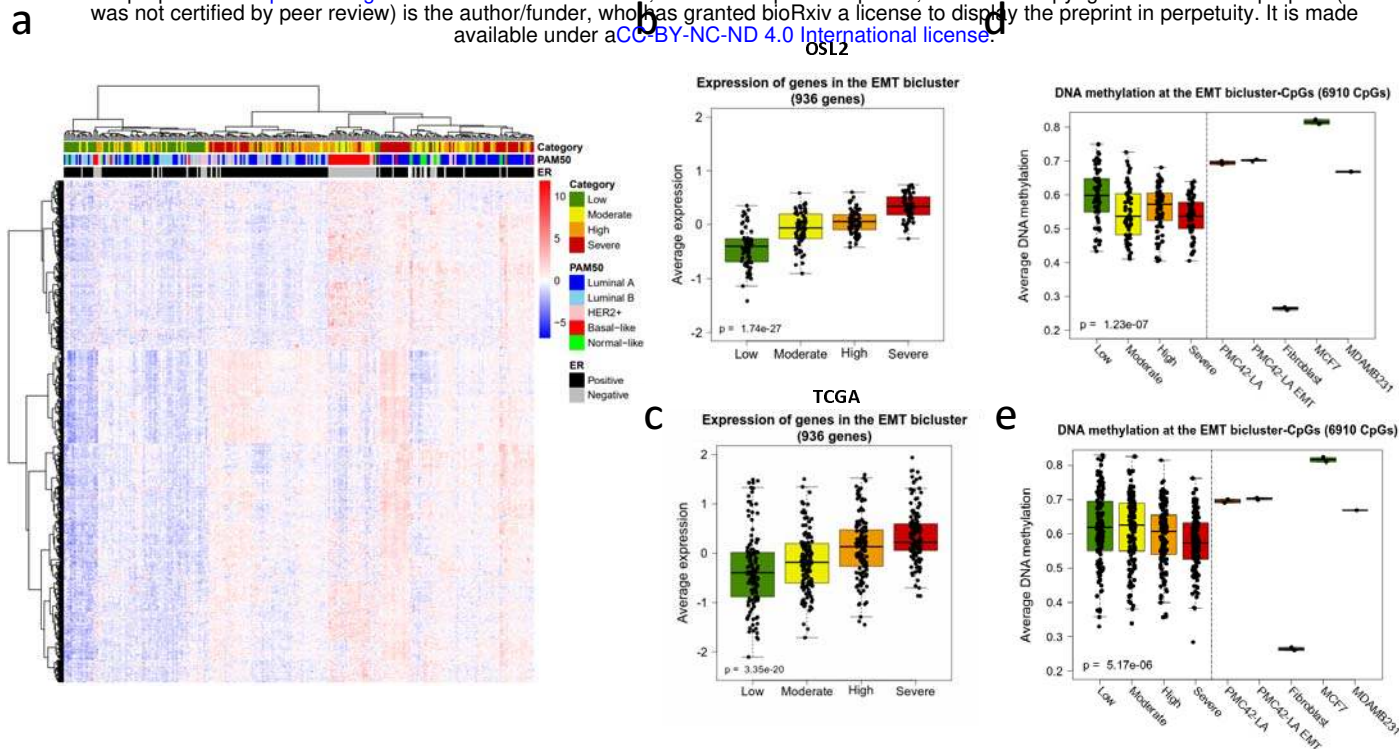 was not certified by peer review) is the author/funder, who has granted bioRxiv a license to display the preprint in perpetuity. It is made
available under aCC-BY-NC-ND 4.0 International license.
a
Category
PAM50
ER
10
5
0
−5
Category
Low
Moderate
High
Severe
PAM50
Luminal A
Luminal B
HER2+
Basal−like
Normal−like
ER
Positive
Negative
b
OSL2
Expression of genes in the EMT bicluster
(936 genes)
Average expression
2
1
0
-1
-2
p = 1.74e-27
Low
Moderate
High
Severe
c
TCGA
Expression of genes in the EMT bicluster
(936 genes)
Average expression
2
1
0
-1
-2
p = 3.35e-20
Low
Moderate
High
Severe
d
DNA methylation at the EMT bicluster-CpGs (6910 CpGs)
Average DNA methylation
0.8
0.7
0.6
0.5
0.4
0.3
0.2
p = 1.23e-07
Low
Moderate
High
Severe
PMC42-LA
PMC42-LA EMT
Fibroblast
MCF7
MDAMB231
e
DNA methylation at the EMT bicluster-CpGs (6910 CpGs)
Average DNA methylation
0.8
0.7
0.6
0.5
0.4
0.3
0.2
p = 5.17e-06
Low
Moderate
High
Severe
PMC42-LA
PMC42-LA EMT
Fibroblast
MCF7
MDAMB231